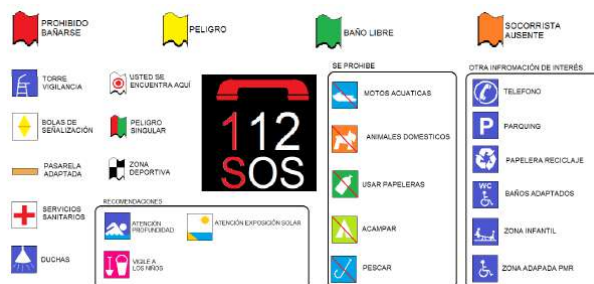 PROHIBIDO
BAÑARSE
PELIGRO
BAÑO LIBRE
SOCORRISTA
AUSENTE
TORRE
VIGILANCIA
USTED SE
ENCUENTRA AQUÍ
BOLAS DE
SEÑALIZACIÓN
PELIGRO
SINGULAR
PASARELA
ADAPTADA
ZONA
DEPORTIVA
SERVICIOS
SANITARIOS
DUCHAS
112
SOS
RECOMENDACIONES
ATENCIÓN
PROFUNDIDAD
ATENCIÓN EXPOSICIÓN SOLAR
VIGILE A
LOS NIÑOS
SE PROHIBE
MOTOS ACUATICAS
ANIMALES DOMESTICOS
USAR PAPELERAS
ACAMPAR
PESCAR
OTRA INFROMACIÓN DE INTERÉS
TELEFONO
P
PARQUING
PAPELERA RECICLAJE
WC
BAÑOS ADAPTADOS
ZONA INFANTIL
ZONA ADAPADA PMR